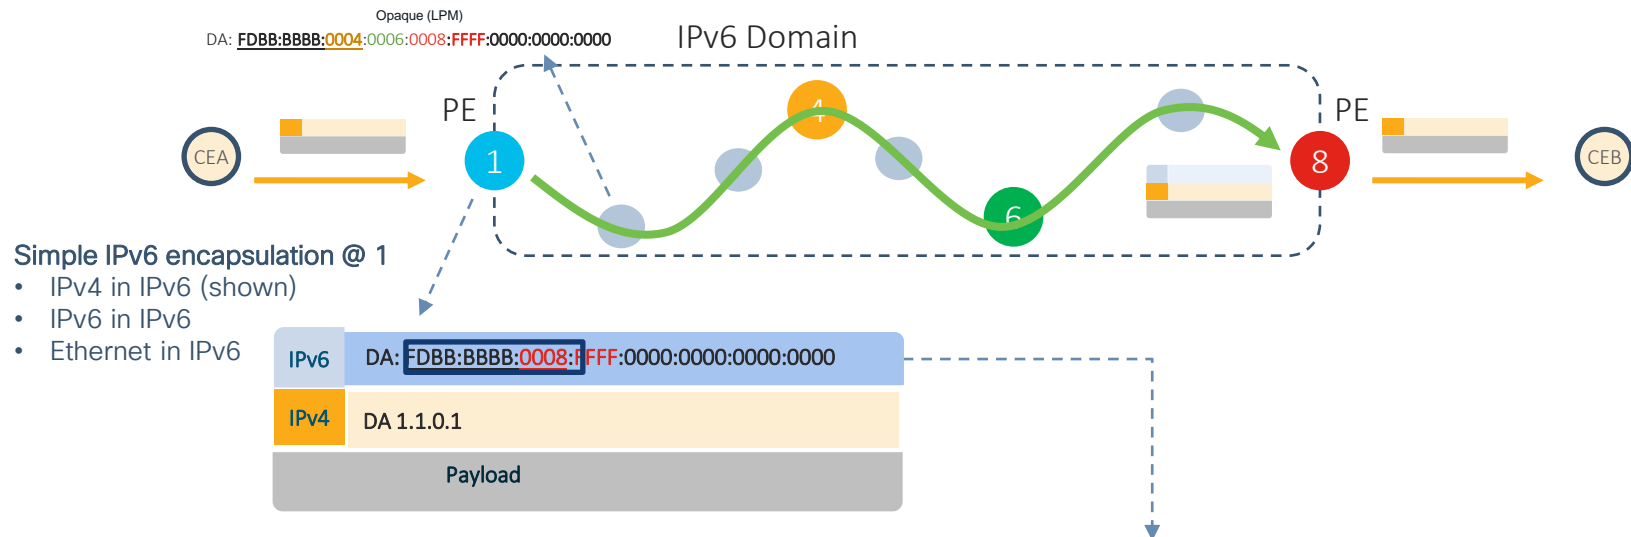 Opaque (LPM)
DA: FDBB:BBBB:0004:0006:0008:FFFF:0000:0000:0000
IPv6 Domain
PE
PE
CEA
1
4
6
8
CEB
Simple IPv6 encapsulation @ 1
• IPv4 in IPv6 (shown)
• IPv6 in IPv6
• Ethernet in IPv6
IPv6
DA: FDBB:BBBB:0008:FFFF:0000:0000:0000:0000
IPv4
DA 1.1.0.1
Payload